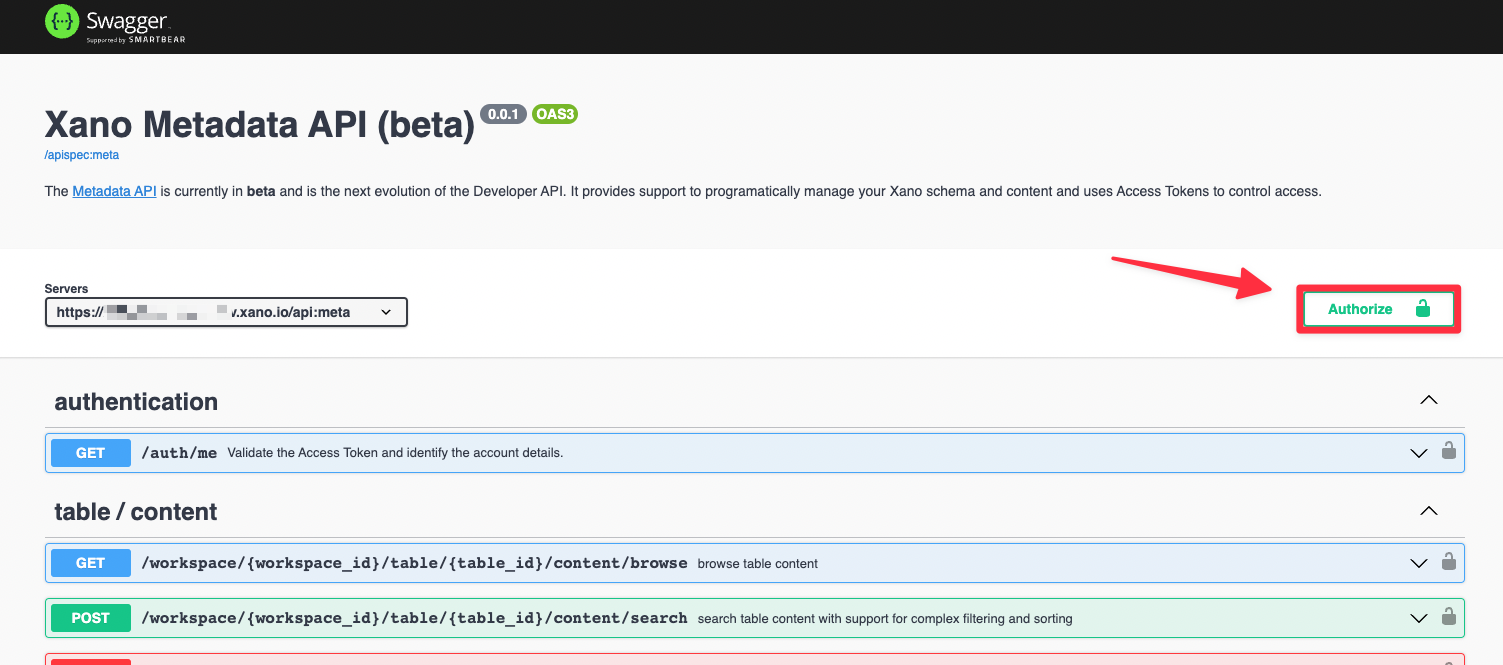 Swagger
Supported by SMARTBEAR
Xano Metadata API (beta) 0.0.1 OAS3
/apispec:meta
The Metadata API is currently in beta and is the next evolution of the Developer API. It provides support to programatically manage your Xano schema and content and uses Access Tokens to control access.
Servers
https:// .xano.io/api:meta
Authorize
authentication
GET /auth/me Validate the Access Token and identify the account details.
table / content
GET /workspace/{workspace_id}/table/{table_id}/content/browse browse table content
POST /workspace/{workspace_id}/table/{table_id}/content/search search table content with support for complex filtering and sorting